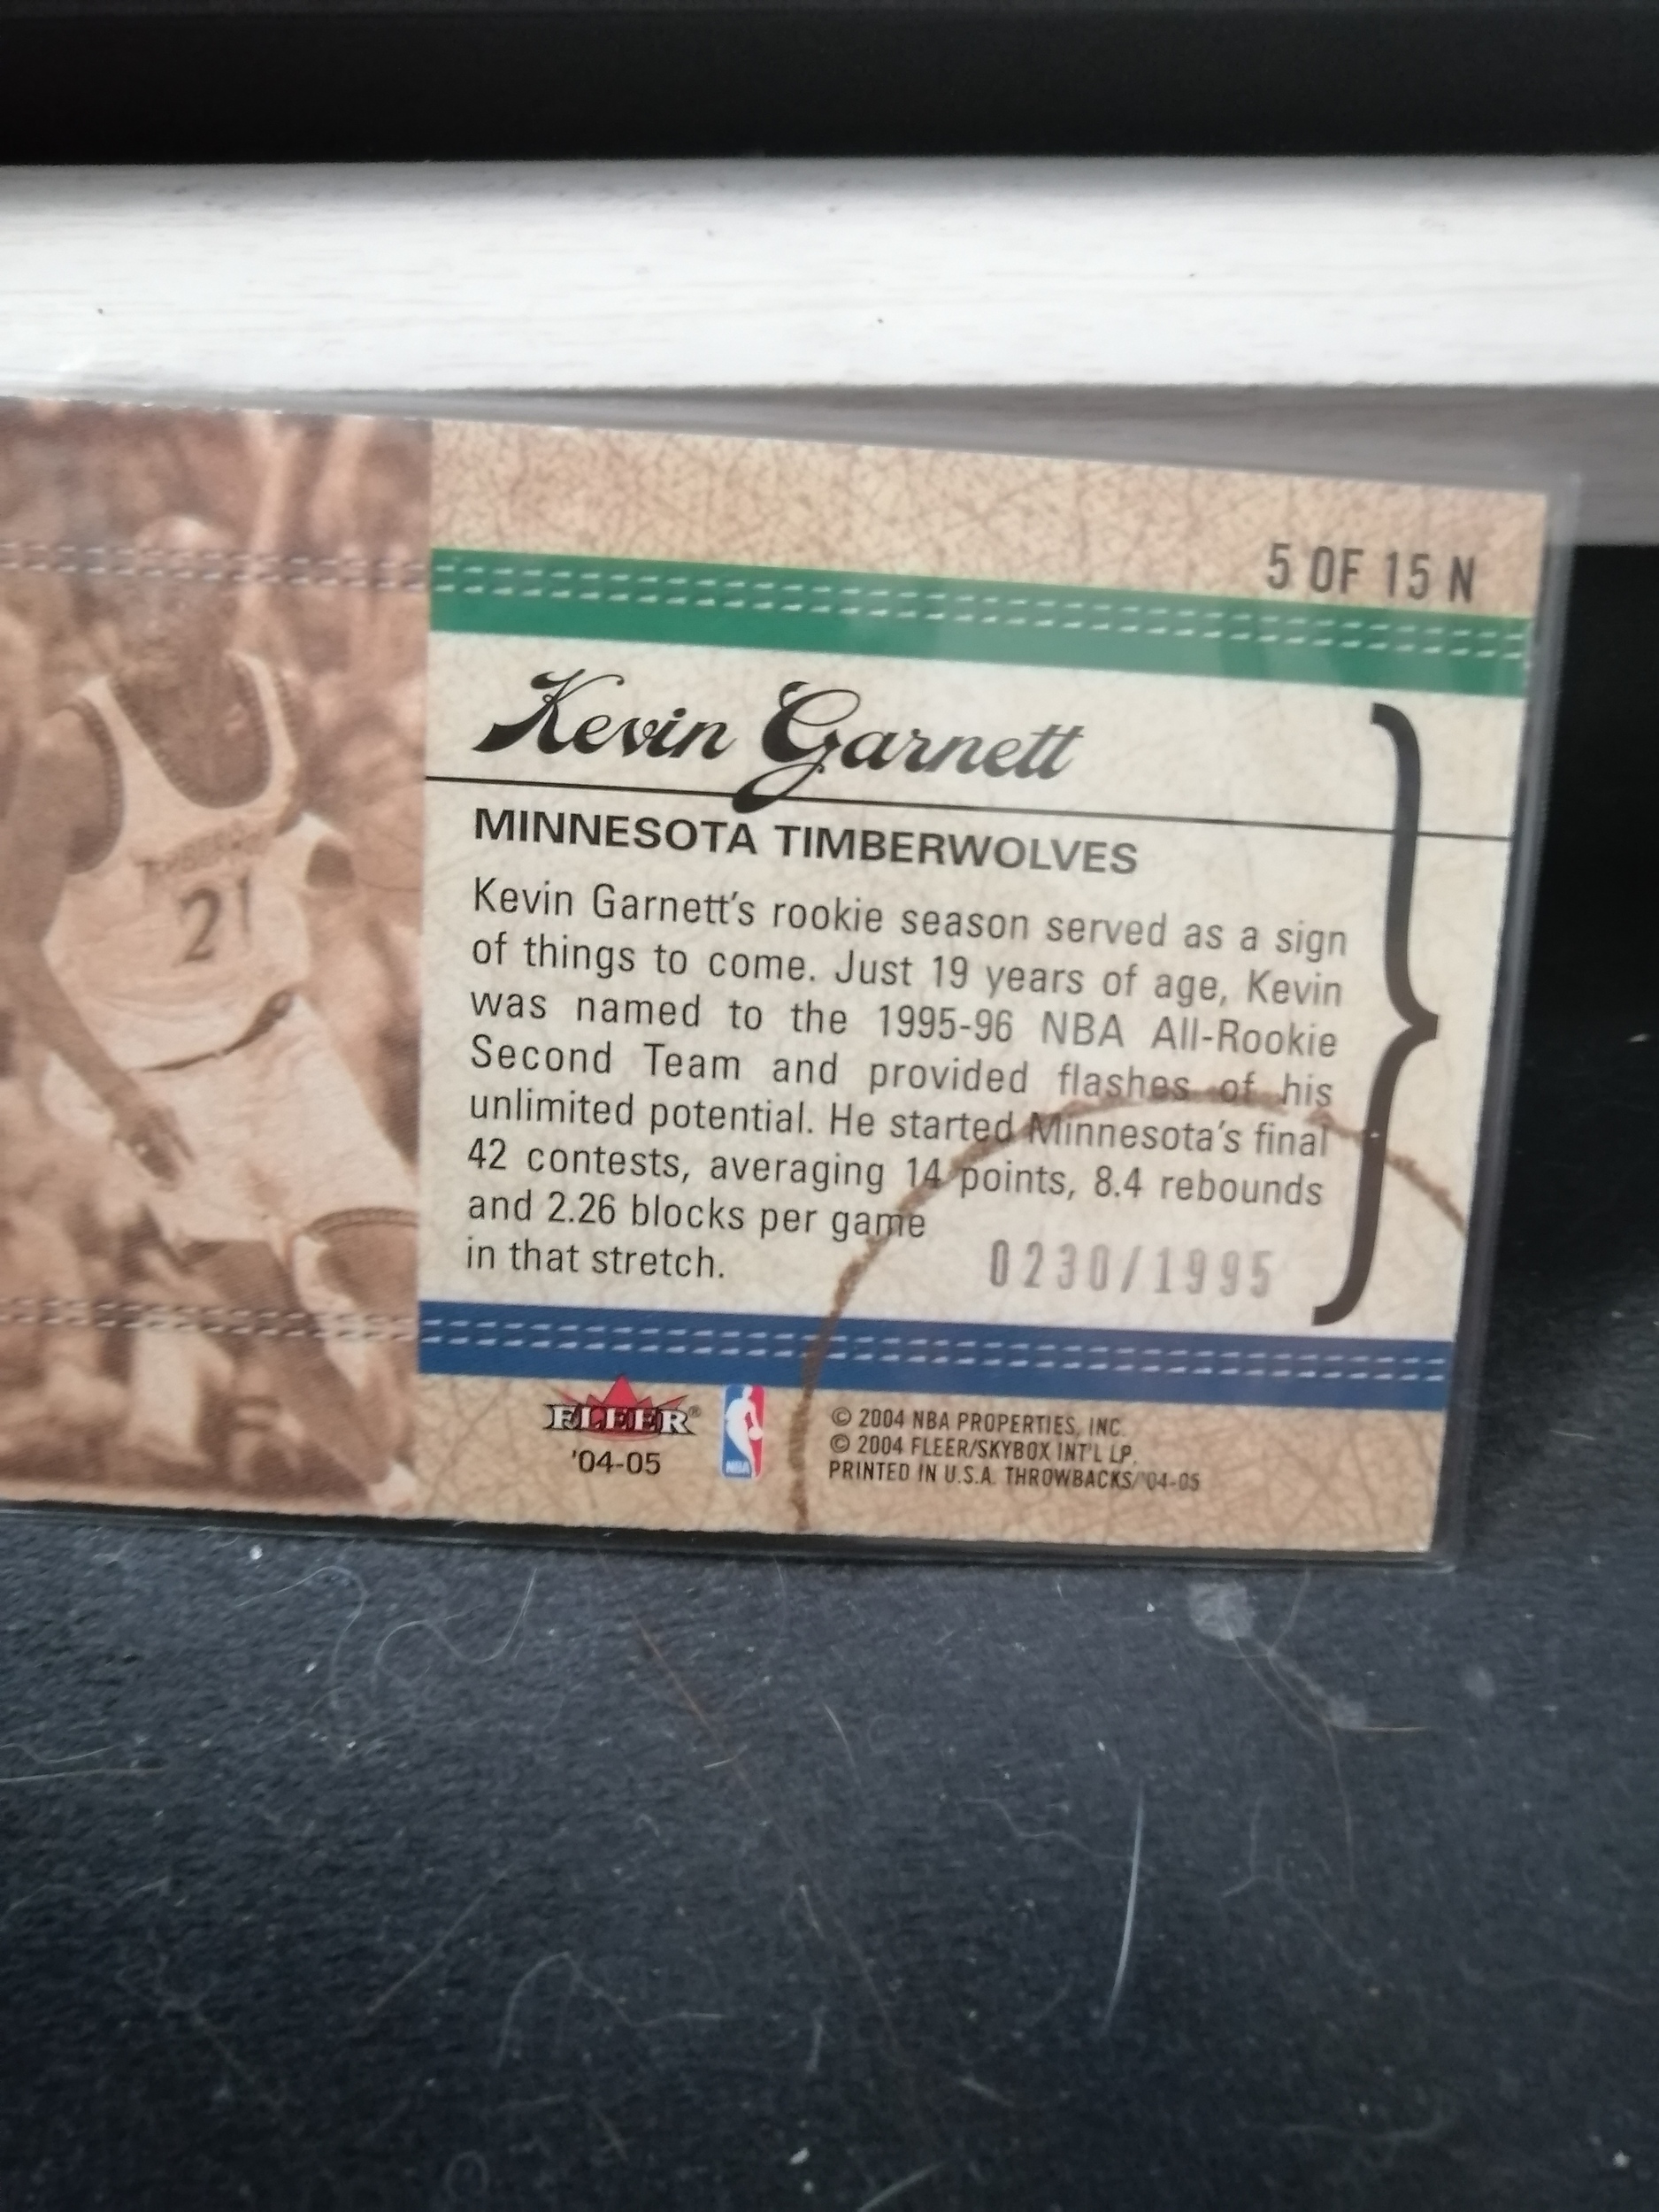 5 OF 15 N
Kevin Garnett
MINNESOTA TIMBERWOLVES
Kevin Garnett's rookie season served as a sign
of things to come. Just 19 years of age, Kevin
was named to the 1995-96 NBA All-Rookie
Second Team and provided flashes of his
unlimited potential. He started Minnesota's final
42 contests, averaging 14 points, 8.4 rebounds
and 2.26 blocks per game
in that stretch.
0230/1995
FLEER®
'04-05
NBA
© 2004 NBA PROPERTIES, INC.
© 2004 FLEER/SKYBOX INT'L LP.
PRINTED IN U.S.A. THROWBACKS/'04-05
21